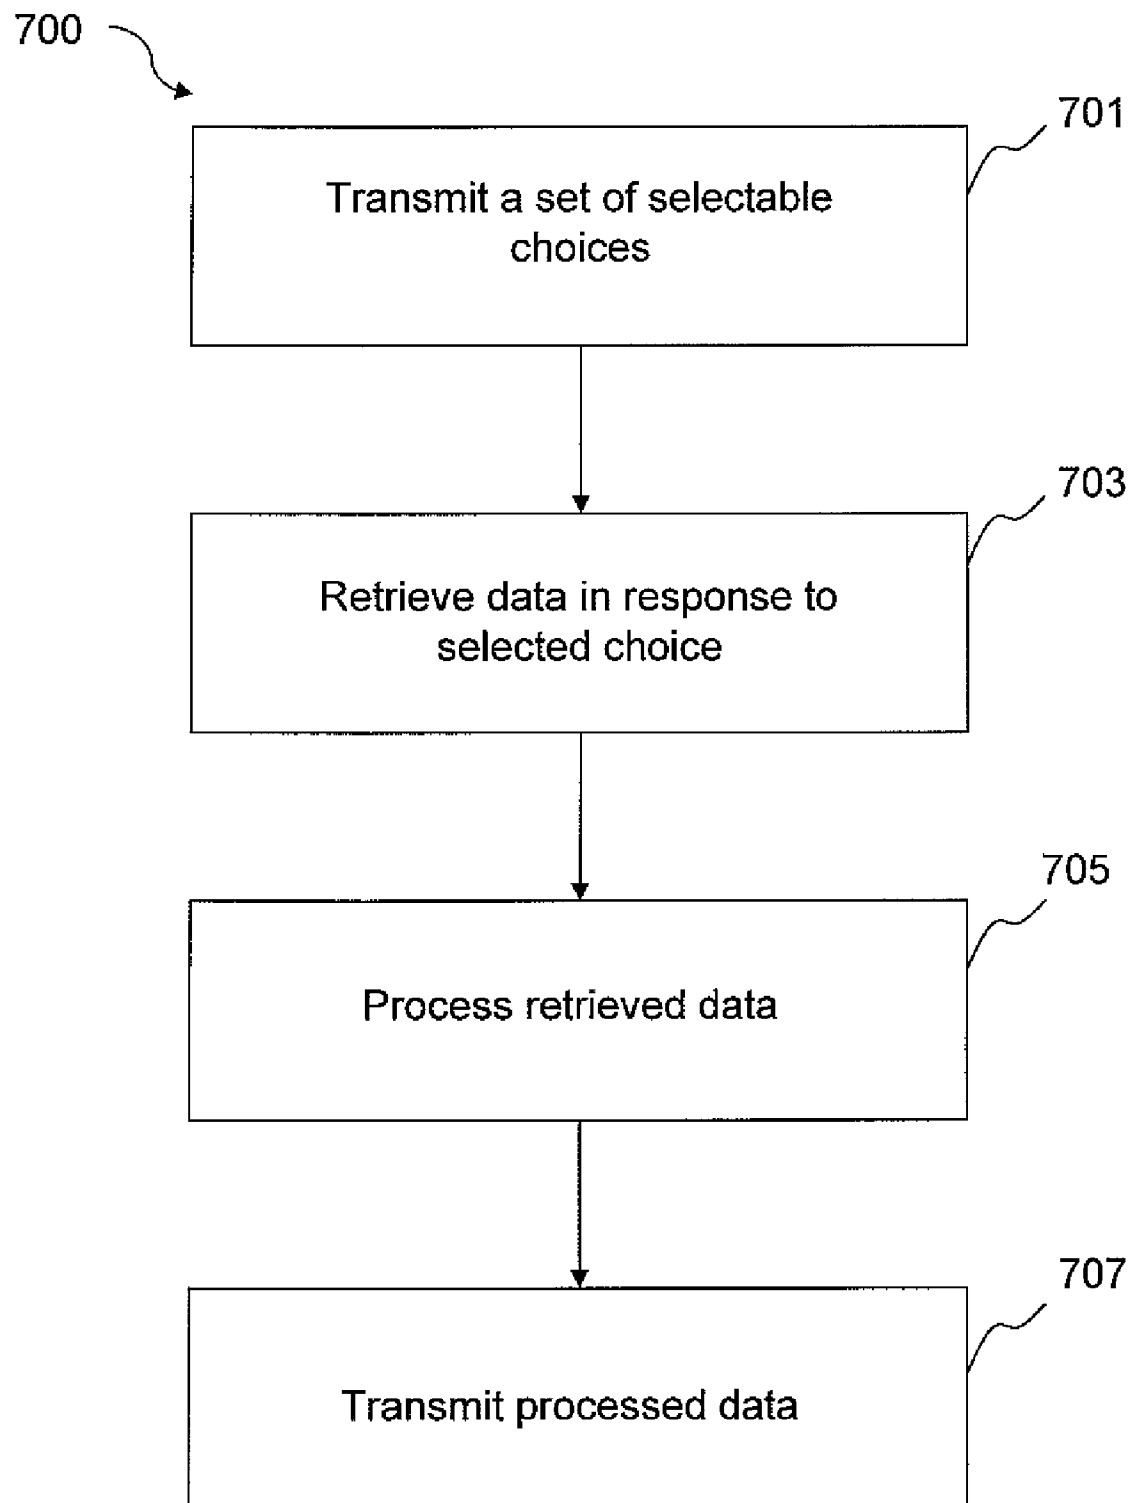 700
701
Transmit a set of selectable
choices
703
Retrieve data in response to
selected choice
705
Process retrieved data
707
Transmit processed data